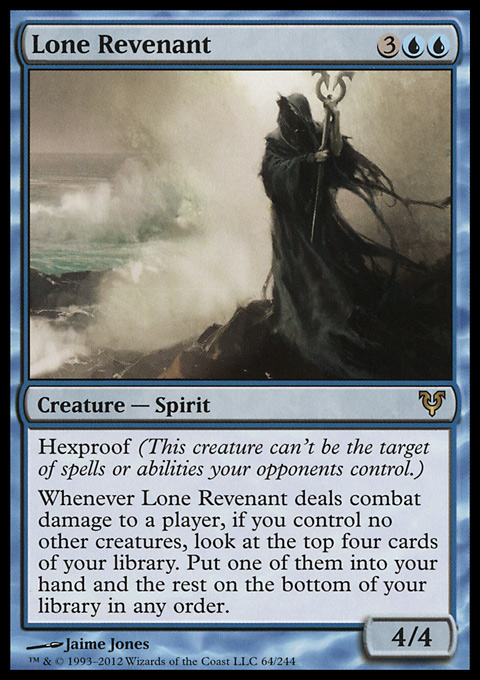 Lone Revenant 3
Creature — Spirit
Hexproof (This creature can't be the target
of spells or abilities your opponents control.)
Whenever Lone Revenant deals combat
damage to a player, if you control no
other creatures, look at the top four cards
of your library. Put one of them into your
hand and the rest on the bottom of your
library in any order.
4/4
Jaime Jones
™ & © 1993–2012 Wizards of the Coast LLC 64/244